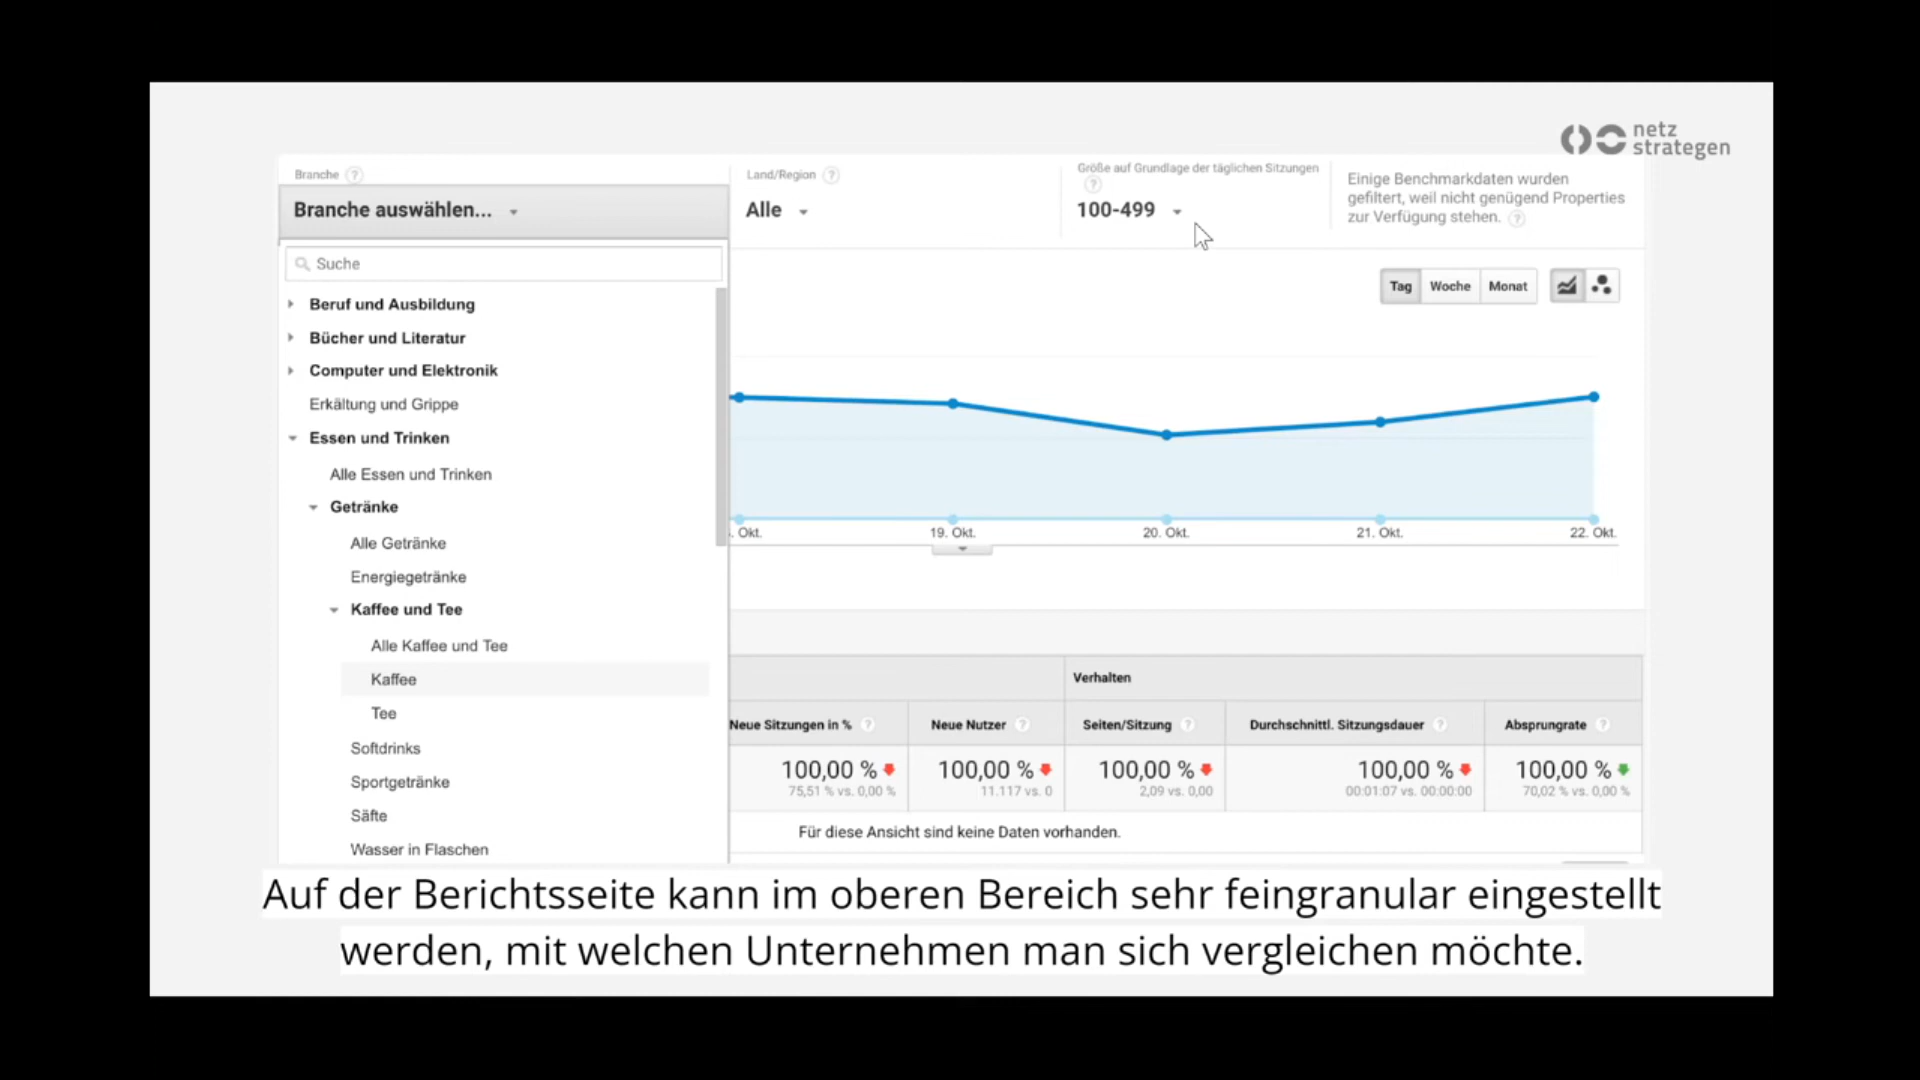 netz
strategen
Branche ?
Land/Region ?
Größe auf Grundlage der täglichen Sitzungen
?
Einige Benchmarkdaten wurden
gefiltert, weil nicht genügend Properties
zur Verfügung stehen. ?
Branche auswählen...
Alle
100-499
Suche
Tag Woche Monat
Beruf und Ausbildung
Bücher und Literatur
Computer und Elektronik
Erkältung und Grippe
Essen und Trinken
Alle Essen und Trinken
Getränke
Alle Getränke
Energiegetränke
Kaffee und Tee
Alle Kaffee und Tee
Kaffee
Tee
Softdrinks
Sportgetränke
Säfte
Wasser in Flaschen
. Okt. 19. Okt. 20. Okt. 21. Okt. 22. Okt.
Verhalten
Neue Sitzungen in % ? Neue Nutzer ? Seiten/Sitzung ? Durchschnittl. Sitzungsdauer ? Absprungrate ?
100,00 % 100,00 % 100,00 % 100,00 % 100,00 %
75,51 % vs. 0,00 % 11.117 vs. 0 2,09 vs. 0,00 00:01:07 vs. 00:00:00 70,02 % vs. 0,00 %
Für diese Ansicht sind keine Daten vorhanden.
Auf der Berichtsseite kann im oberen Bereich sehr feingranular eingestellt
werden, mit welchen Unternehmen man sich vergleichen möchte.